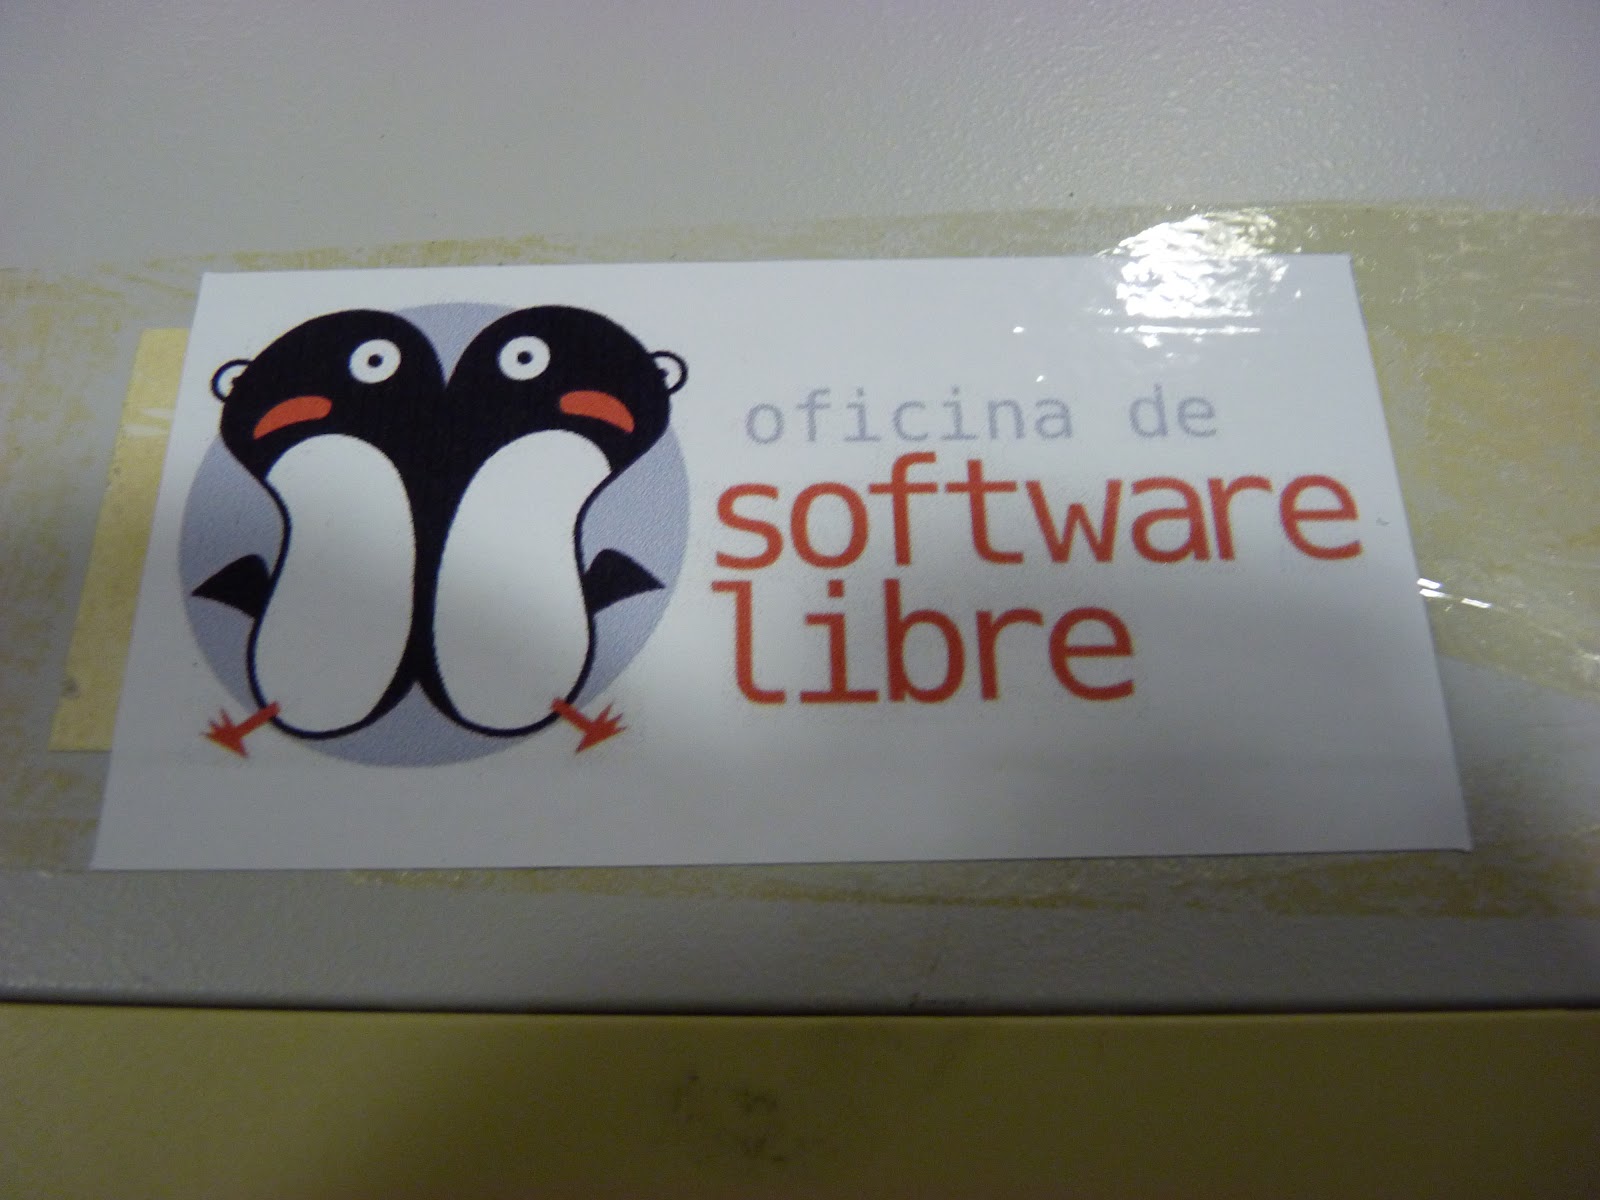 oficina de
software
libre